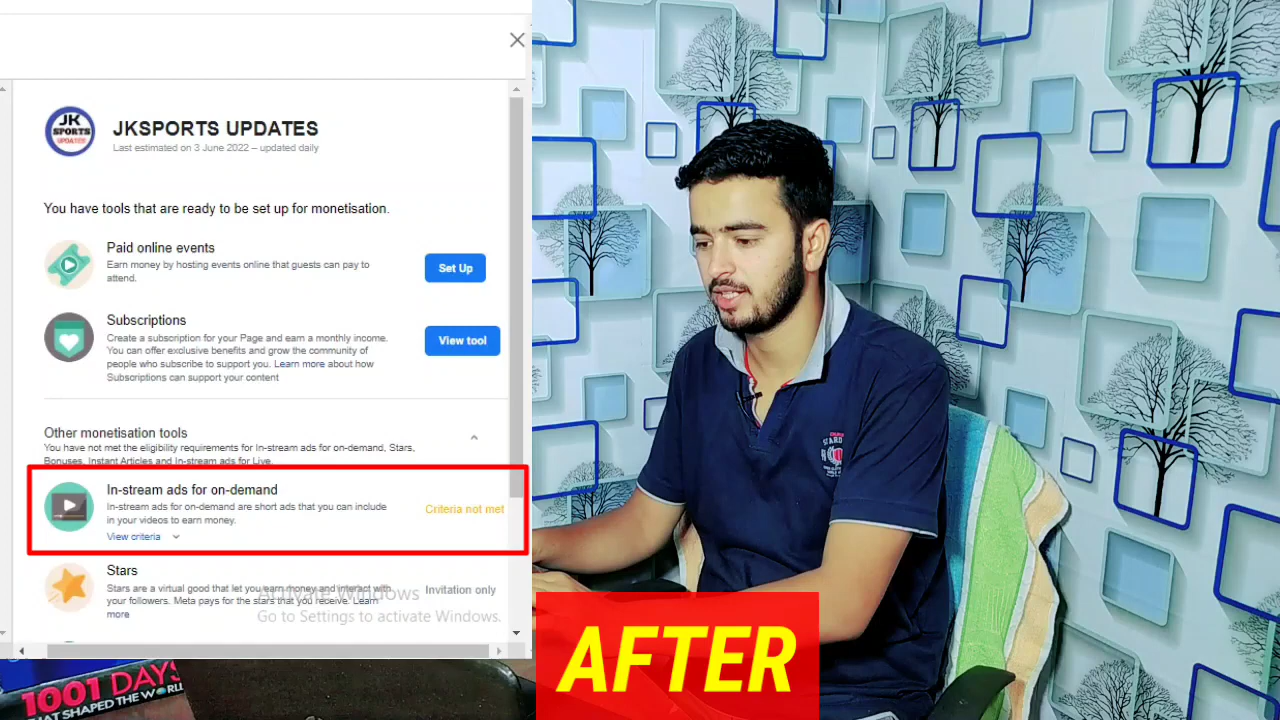 JK
SPORTS
UPDATES
JKSPORTS UPDATES
Last estimated on 3 June 2022 – updated daily
You have tools that are ready to be set up for monetisation.
Paid online events
Earn money by hosting events online that guests can pay to
attend.
Set Up
Subscriptions
Create a subscription for your Page and earn a monthly income.
You can offer exclusive benefits and grow the community of
people who subscribe to support you. Learn more about how
Subscriptions can support your content
View tool
Other monetisation tools
You have not met the eligibility requirements for In-stream ads for on-demand, Stars,
Bonuses, Instant Articles and In-stream ads for Live.
In-stream ads for on-demand
In-stream ads for on-demand are short ads that you can include
in your videos to earn money.
View criteria
Criteria not met
Stars
Stars are a virtual good that let you earn money and interact with
your followers. Meta pays for the stars that you receive. Learn
more
Invitation only
Activate Windows
Go to Settings to activate Windows.
1001 DAYS
THAT SHAPED THE WORLD
AFTER